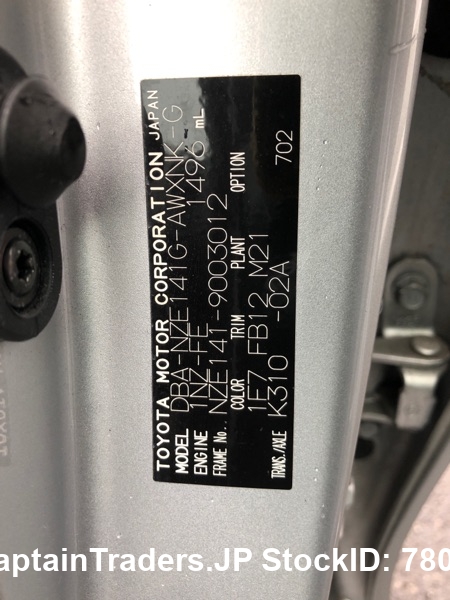 TOYOTA MOTOR CORPORATION JAPAN
MODEL DBA-NZE141G-AWXNK-G
ENGINE 1NZ-FE 1496 mL
FRAME No. NZE141-9003012
COLOR TRIM PLANT OPTION
1E7 FB12 M21 702
TRANS./AXLE K310 -02A
aptainTraders.JP StockID: 780